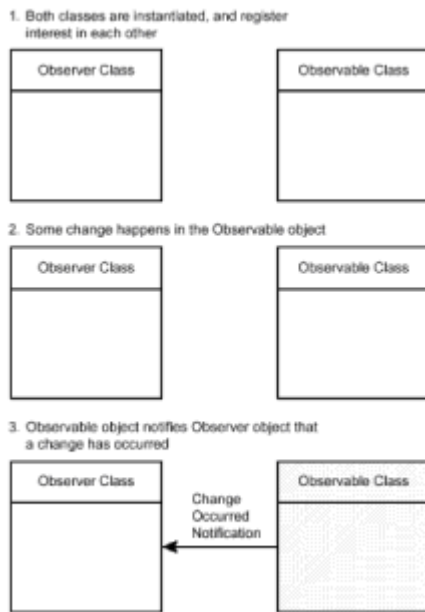 1. Both classes are instantiated, and register
interest in each other
Observer Class
Observable Class
2. Some change happens in the Observable object
Observer Class
Observable Class
3. Observable object notifies Observer object that
a change has occurred
Observer Class
Observable Class
Change
Occurred
Notification